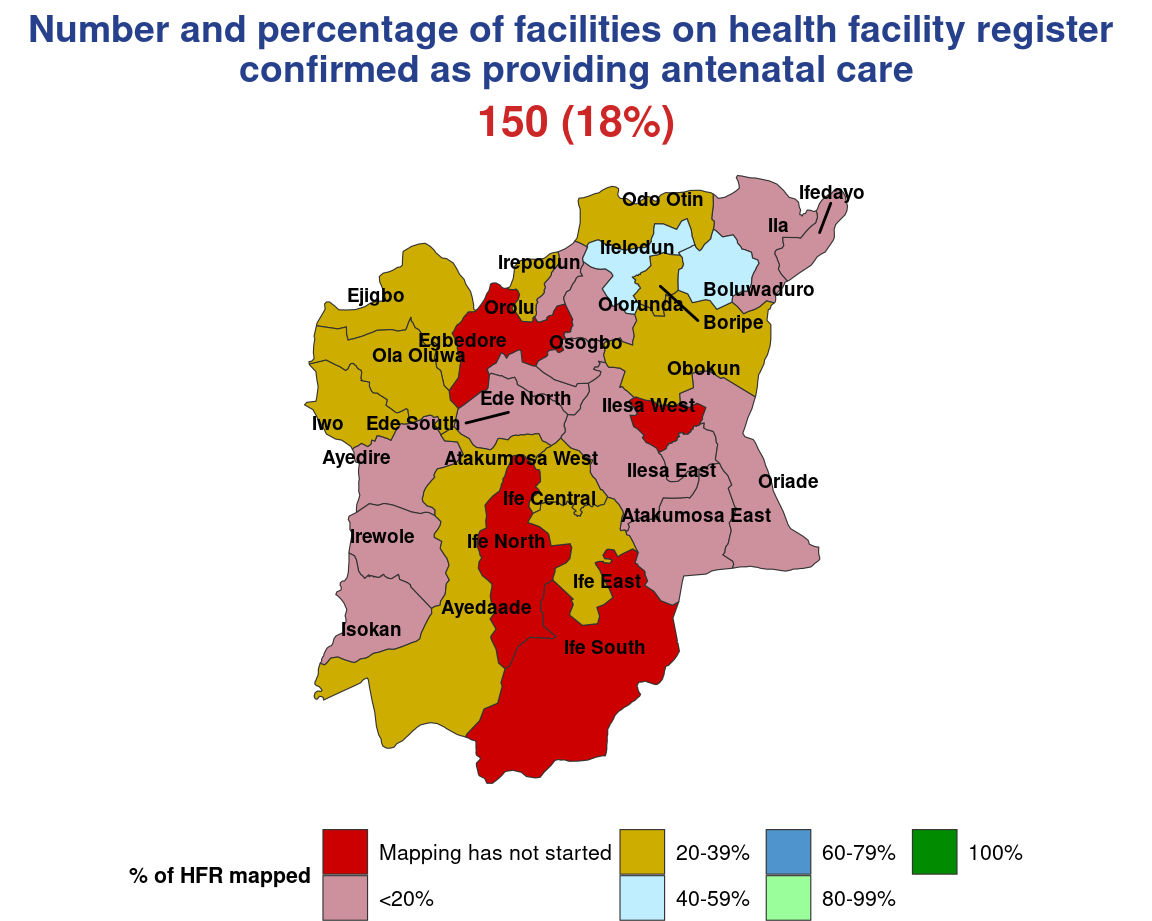 Number and percentage of facilities on health facility register
confirmed as providing antenatal care
150 (18%)
Ifedayo
Odo Otin
Ila
Ifelodun
Irepodun
Boluwaduro
Ejigbo
Olorunda
Orolu
Boripe
Egbedore
Osogbo
Ola Oluwa
Obokun
Ede North
Ilesa West
Iwo
Ede South
Ayedire
Atakumosa West
Ilesa East
Oriade
Ife Central
Atakumosa East
Irewole
Ife North
Ife East
Ayedaade
Isokan
Ife South
% of HFR mapped
Mapping has not started
<20%
20-39%
40-59%
60-79%
80-99%
100%